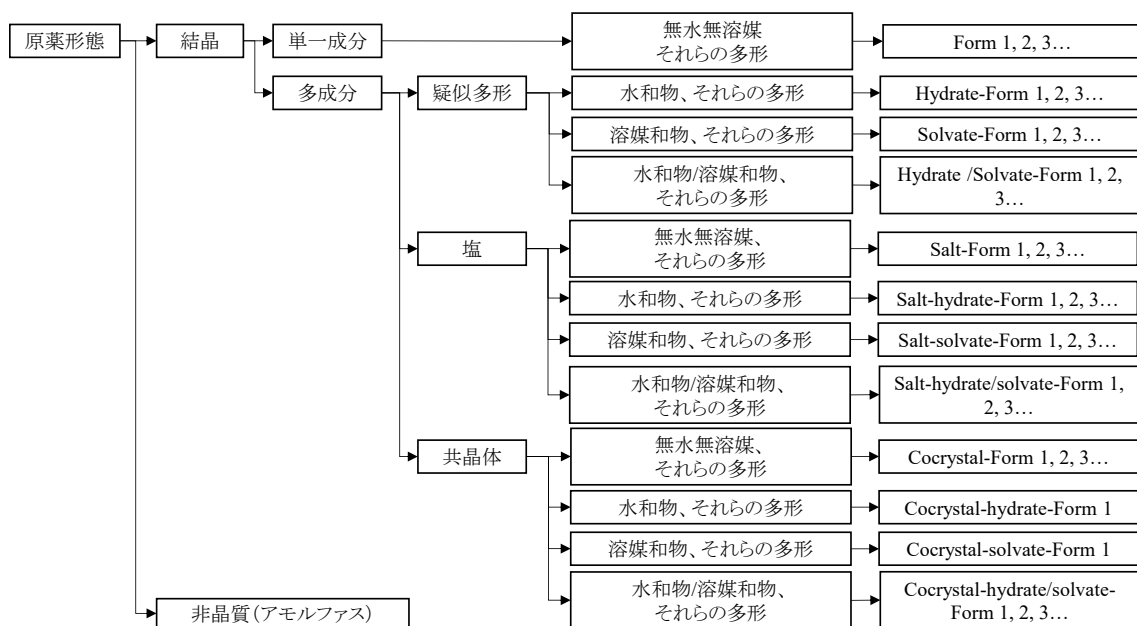 原薬形態
結晶
単一成分
無水無溶媒
それらの多形
Form 1, 2, 3…
多成分
疑似多形
水和物、それらの多形
Hydrate-Form 1, 2, 3…
溶媒和物、それらの多形
Solvate-Form 1, 2, 3…
水和物/溶媒和物、
それらの多形
Hydrate /Solvate-Form 1, 2,
3…
塩
無水無溶媒、
それらの多形
Salt-Form 1, 2, 3…
水和物、それらの多形
Salt-hydrate-Form 1, 2, 3…
溶媒和物、それらの多形
Salt-solvate-Form 1, 2, 3…
水和物/溶媒和物、
それらの多形
Salt-hydrate/solvate-Form 1,
2, 3…
共晶体
無水無溶媒、
それらの多形
Cocrystal-Form 1, 2, 3…
水和物、それらの多形
Cocrystal-hydrate-Form 1
溶媒和物、それらの多形
Cocrystal-solvate-Form 1
水和物/溶媒和物、
それらの多形
Cocrystal-hydrate/solvate-
Form 1, 2, 3…
非晶質(アモルファス)